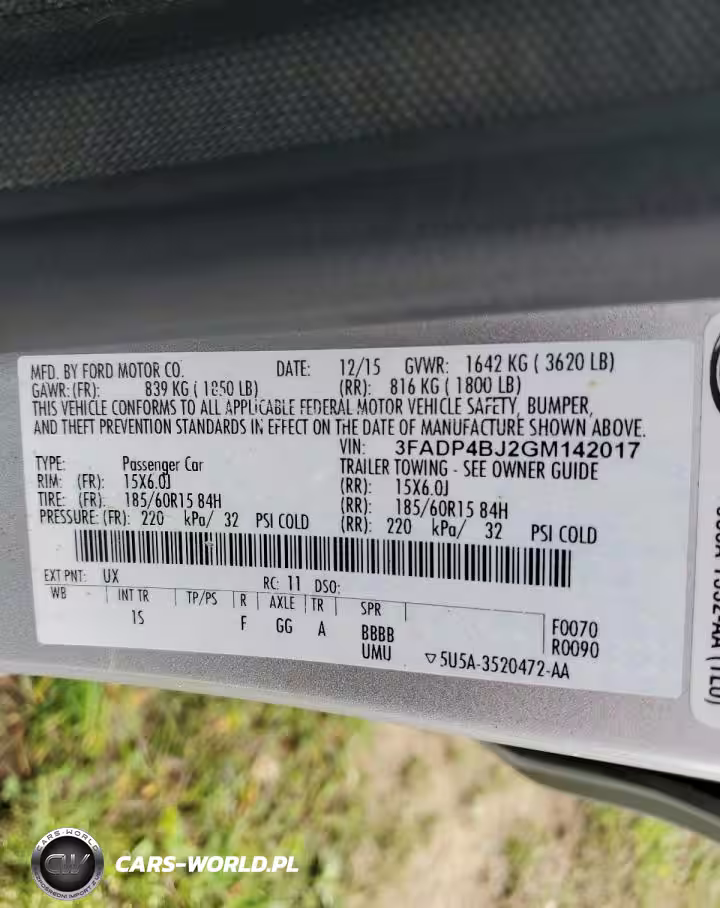 MFD. BY FORD MOTOR CO. DATE: 12/15 GVWR: 1642 KG ( 3620 LB)
GAWR: (FR): 839 KG ( 1850 LB) (RR): 816 KG ( 1800 LB)
THIS VEHICLE CONFORMS TO ALL APPLICABLE FEDERAL MOTOR VEHICLE SAFETY, BUMPER,
AND THEFT PREVENTION STANDARDS IN EFFECT ON THE DATE OF MANUFACTURE SHOWN ABOVE.
VIN: 3FADP4BJ2GM142017
TYPE: Passenger Car TRAILER TOWING - SEE OWNER GUIDE
RIM: (FR): 15X6.0J (RR): 15X6.0J
TIRE: (FR): 185/60R15 84H (RR): 185/60R15 84H
PRESSURE: (FR): 220 kPa/ 32 PSI COLD (RR): 220 kPa/ 32 PSI COLD
EXT PNT: UX RC: 11 DSO:
WB INT TR TP/PS R AXLE TR SPR
1S F GG A BBBB F0070
UMU R0090
▽5U5A-3520472-AA
CARS-WORLD
CW
CARS-WORLD.PL